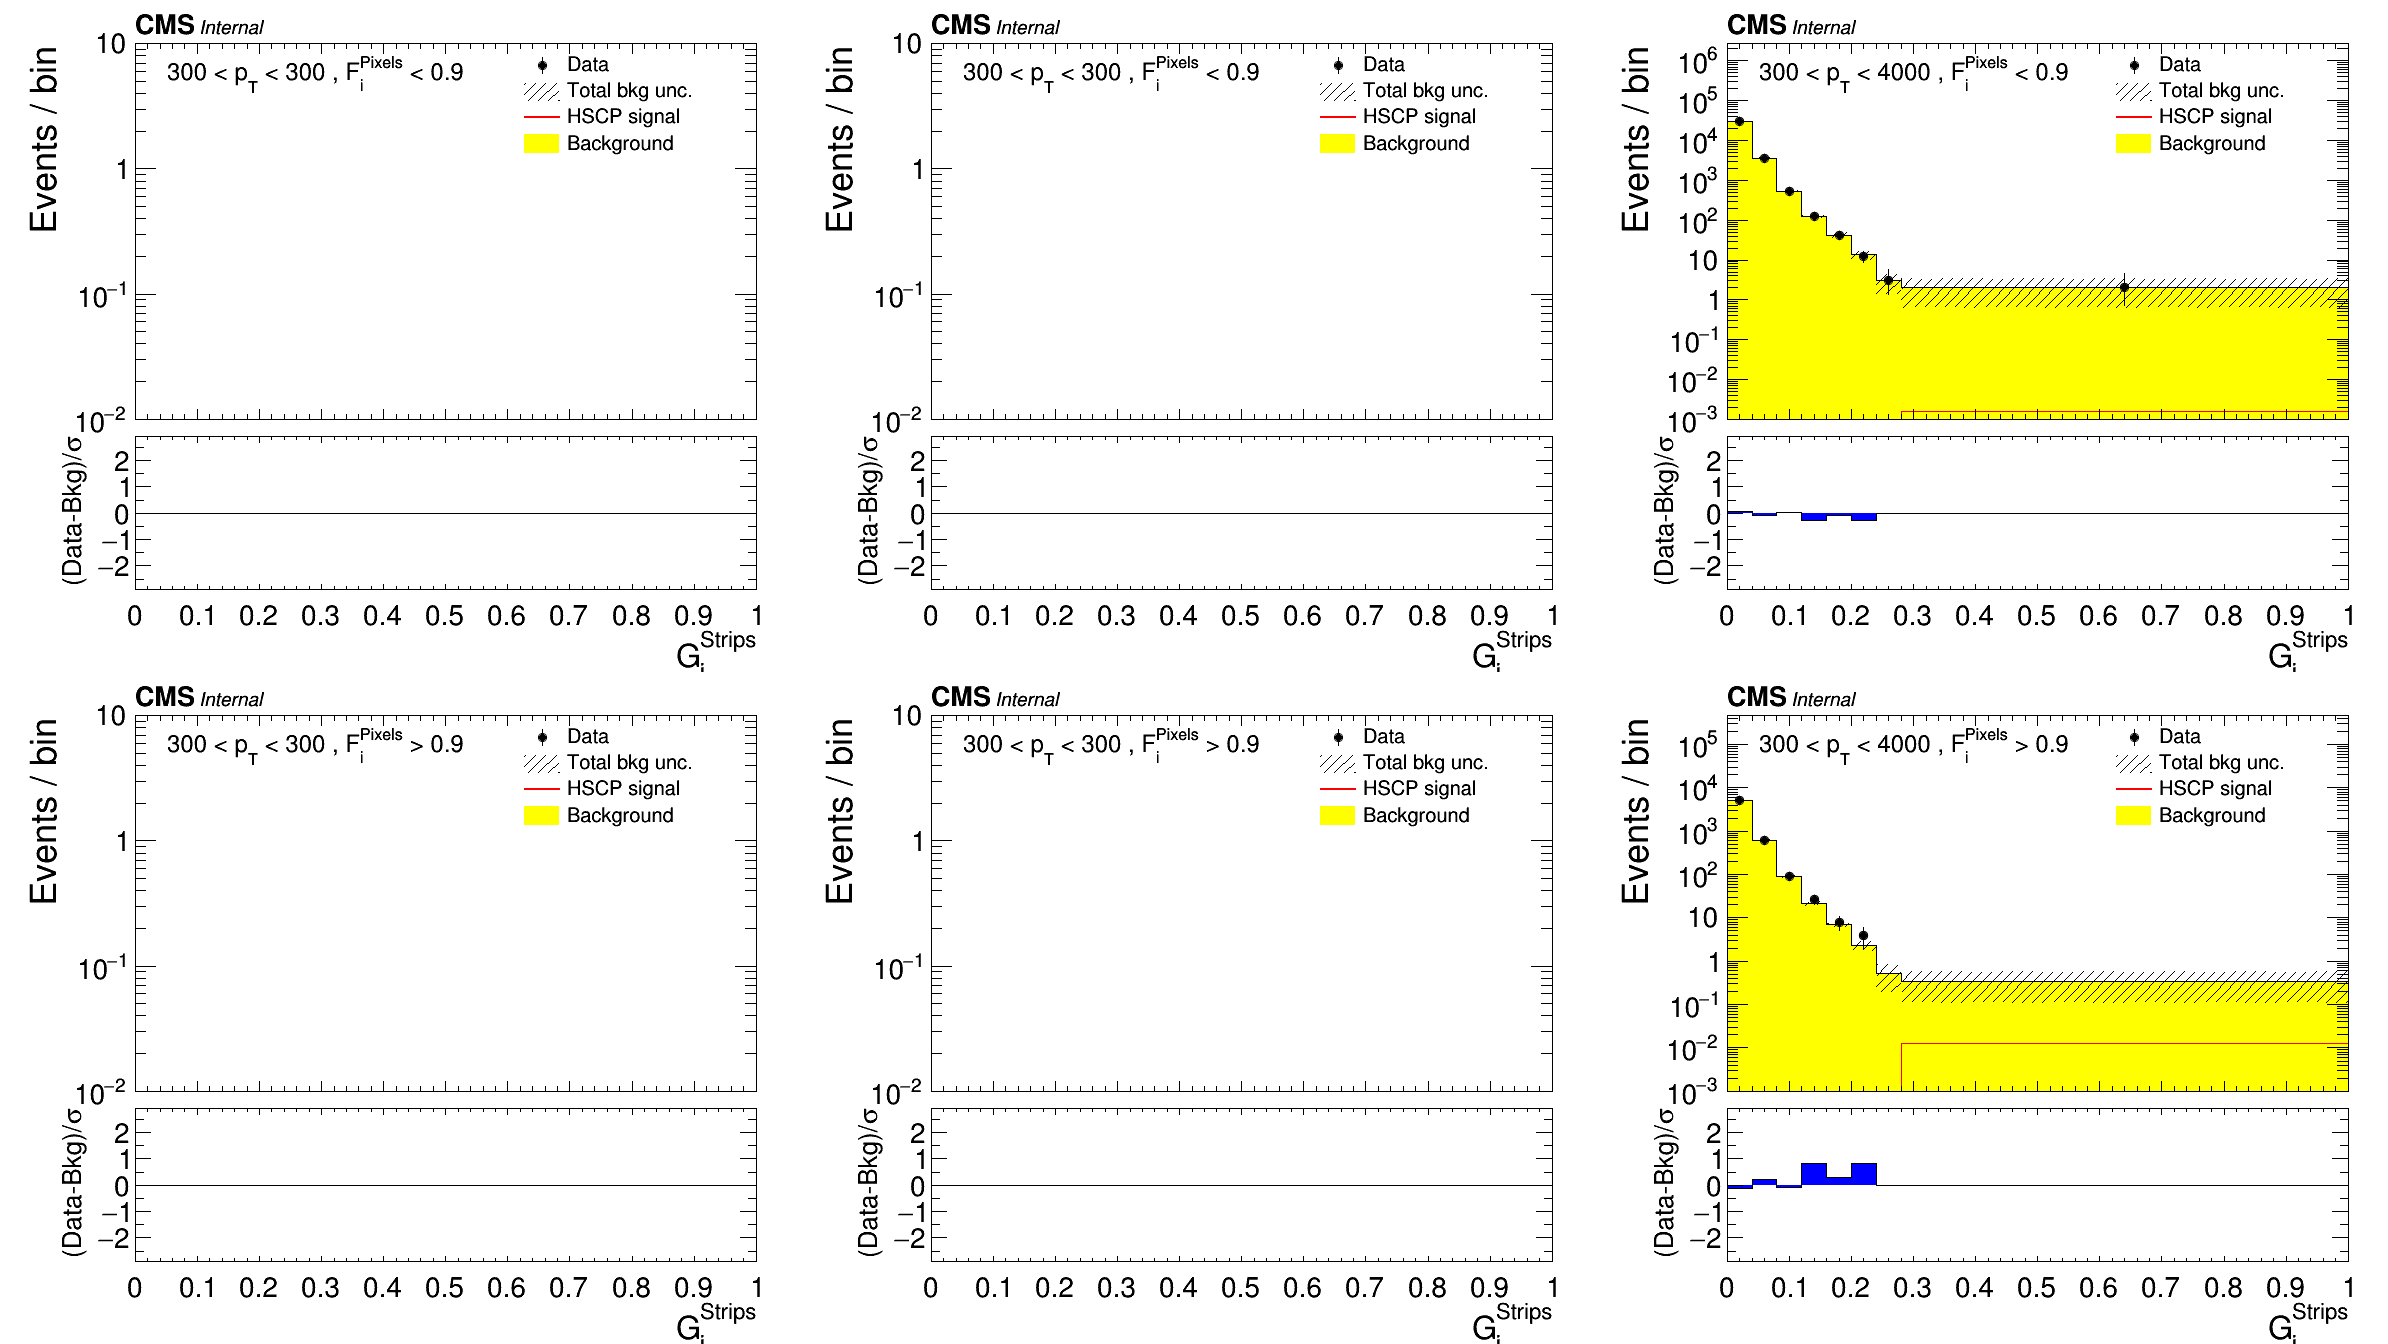 CMS Internal
Events / bin
300 < p_T < 300 , F_i^Pixels < 0.9
Data
Total bkg unc.
HSCP signal
Background
10
1
10^−1
10^−2
(Data-Bkg)/σ
2
1
0
−1
−2
0 0.1 0.2 0.3 0.4 0.5 0.6 0.7 0.8 0.9 1
G_i^Strips
CMS Internal
Events / bin
300 < p_T < 300 , F_i^Pixels < 0.9
Data
Total bkg unc.
HSCP signal
Background
10
1
10^−1
10^−2
(Data-Bkg)/σ
2
1
0
−1
−2
0 0.1 0.2 0.3 0.4 0.5 0.6 0.7 0.8 0.9 1
G_i^Strips
CMS Internal
Events / bin
300 < p_T < 4000 , F_i^Pixels < 0.9
Data
Total bkg unc.
HSCP signal
Background
10^6
10^5
10^4
10^3
10^2
10
1
10^−1
10^−2
10^−3
(Data-Bkg)/σ
2
1
0
−1
−2
0 0.1 0.2 0.3 0.4 0.5 0.6 0.7 0.8 0.9 1
G_i^Strips
CMS Internal
Events / bin
300 < p_T < 300 , F_i^Pixels > 0.9
Data
Total bkg unc.
HSCP signal
Background
10
1
10^−1
10^−2
(Data-Bkg)/σ
2
1
0
−1
−2
0 0.1 0.2 0.3 0.4 0.5 0.6 0.7 0.8 0.9 1
G_i^Strips
CMS Internal
Events / bin
300 < p_T < 300 , F_i^Pixels > 0.9
Data
Total bkg unc.
HSCP signal
Background
10
1
10^−1
10^−2
(Data-Bkg)/σ
2
1
0
−1
−2
0 0.1 0.2 0.3 0.4 0.5 0.6 0.7 0.8 0.9 1
G_i^Strips
CMS Internal
Events / bin
300 < p_T < 4000 , F_i^Pixels > 0.9
Data
Total bkg unc.
HSCP signal
Background
10^5
10^4
10^3
10^2
10
1
10^−1
10^−2
10^−3
(Data-Bkg)/σ
2
1
0
−1
−2
0 0.1 0.2 0.3 0.4 0.5 0.6 0.7 0.8 0.9 1
G_i^Strips